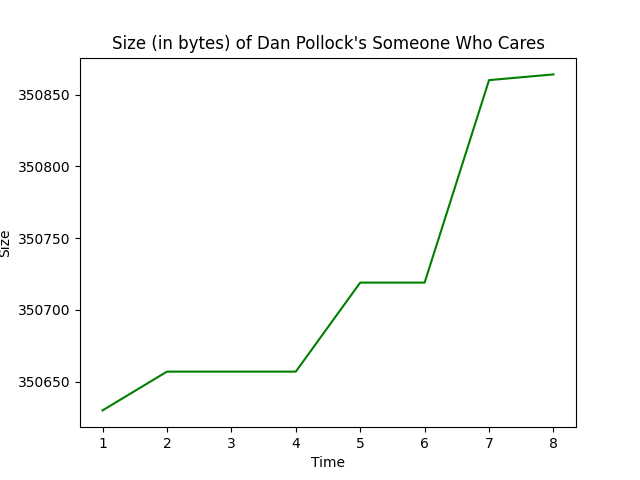 Size (in bytes) of Dan Pollock's Someone Who Cares
350850
350800
350750
350700
350650
Size
1 2 3 4 5 6 7 8
Time